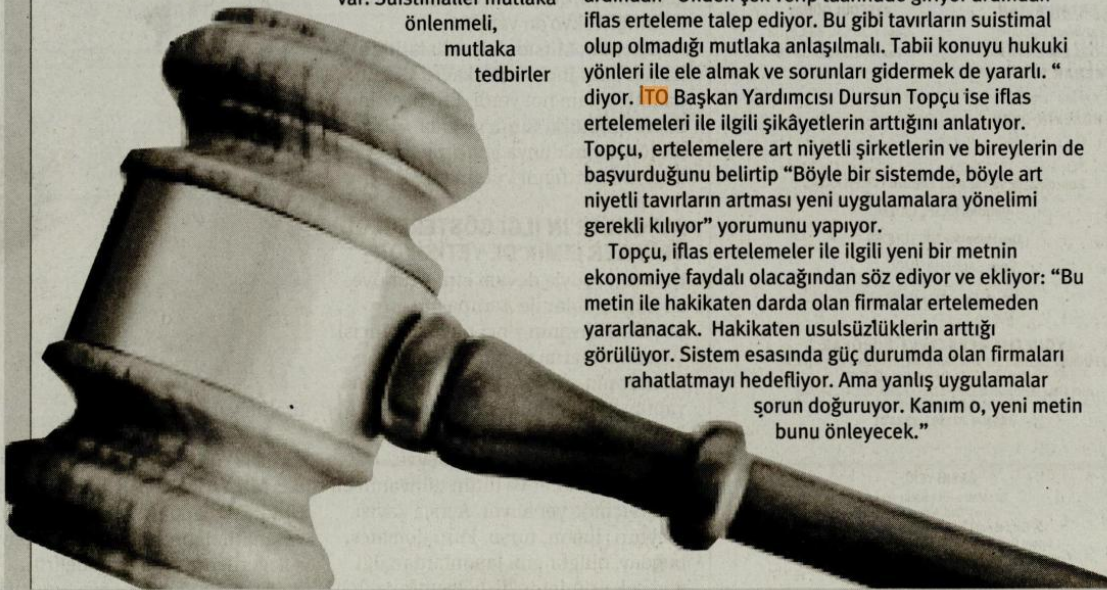 önlenmeli,
mutlaka
tedbirler
iflas erteleme talep ediyor. Bu gibi tavırların suistimal
olup olmadığı mutlaka anlaşılmalı. Tabii konuyu hukuki
yönleri ile ele almak ve sorunları gidermek de yararlı. “
diyor. İTO Başkan Yardımcısı Dursun Topçu ise iflas
ertelemeleri ile ilgili şikâyetlerin arttığını anlatıyor.
Topçu, ertelemelere art niyetli şirketlerin ve bireylerin de
başvurduğunu belirtip “Böyle bir sistemde, böyle art
niyetli tavırların artması yeni uygulamalara yönelimi
gerekli kılıyor” yorumunu yapıyor.
Topçu, iflas ertelemeler ile ilgili yeni bir metnin
ekonomiye faydalı olacağından söz ediyor ve ekliyor: “Bu
metin ile hakikaten darda olan firmalar ertelemeden
yararlanacak. Hakikaten usulsüzlüklerin arttığı
görülüyor. Sistem esasında güç durumda olan firmaları
rahatlatmayı hedefliyor. Ama yanlış uygulamalar
sorun doğuruyor. Kanım o, yeni metin
bunu önleyecek.”